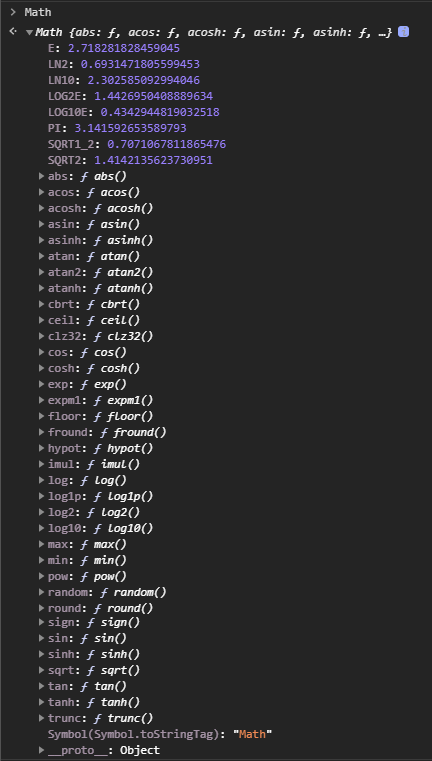 > Math
Math {abs: ƒ, acos: ƒ, acosh: ƒ, asin: ƒ, asinh: ƒ, …} i
E: 2.718281828459045
LN2: 0.6931471805599453
LN10: 2.302585092994046
LOG2E: 1.4426950408889634
LOG10E: 0.4342944819032518
PI: 3.141592653589793
SQRT1_2: 0.7071067811865476
SQRT2: 1.4142135623730951
abs: ƒ abs()
acos: ƒ acos()
acosh: ƒ acosh()
asin: ƒ asin()
asinh: ƒ asinh()
atan: ƒ atan()
atan2: ƒ atan2()
atanh: ƒ atanh()
cbrt: ƒ cbrt()
ceil: ƒ ceil()
clz32: ƒ clz32()
cos: ƒ cos()
cosh: ƒ cosh()
exp: ƒ exp()
expm1: ƒ expm1()
floor: ƒ floor()
fround: ƒ fround()
hypot: ƒ hypot()
imul: ƒ imul()
log: ƒ log()
log1p: ƒ log1p()
log2: ƒ log2()
log10: ƒ log10()
max: ƒ max()
min: ƒ min()
pow: ƒ pow()
random: ƒ random()
round: ƒ round()
sign: ƒ sign()
sin: ƒ sin()
sinh: ƒ sinh()
sqrt: ƒ sqrt()
tan: ƒ tan()
tanh: ƒ tanh()
trunc: ƒ trunc()
Symbol(Symbol.toStringTag): "Math"
__proto__: Object